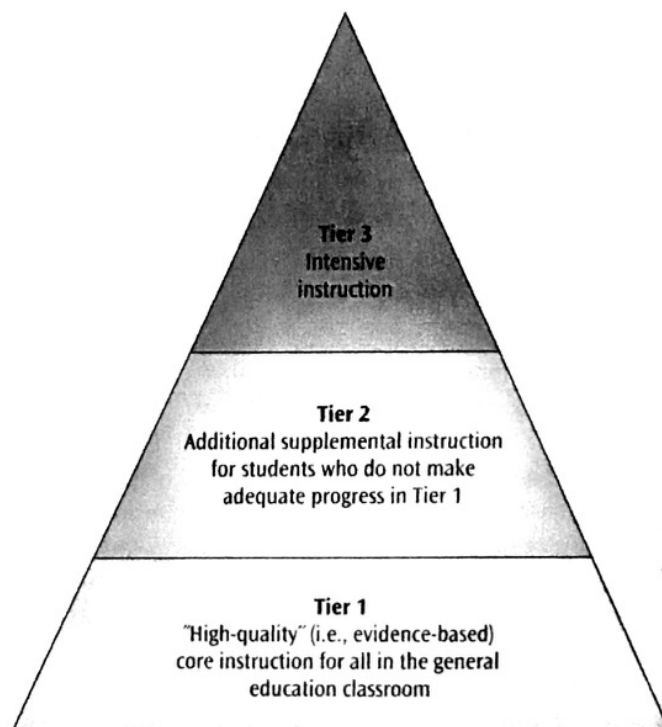 Tier 3
Intensive
instruction
Tier 2
Additional supplemental instruction
for students who do not make
adequate progress in Tier 1
Tier 1
"High-quality" (i.e., evidence-based)
core instruction for all in the general
education classroom